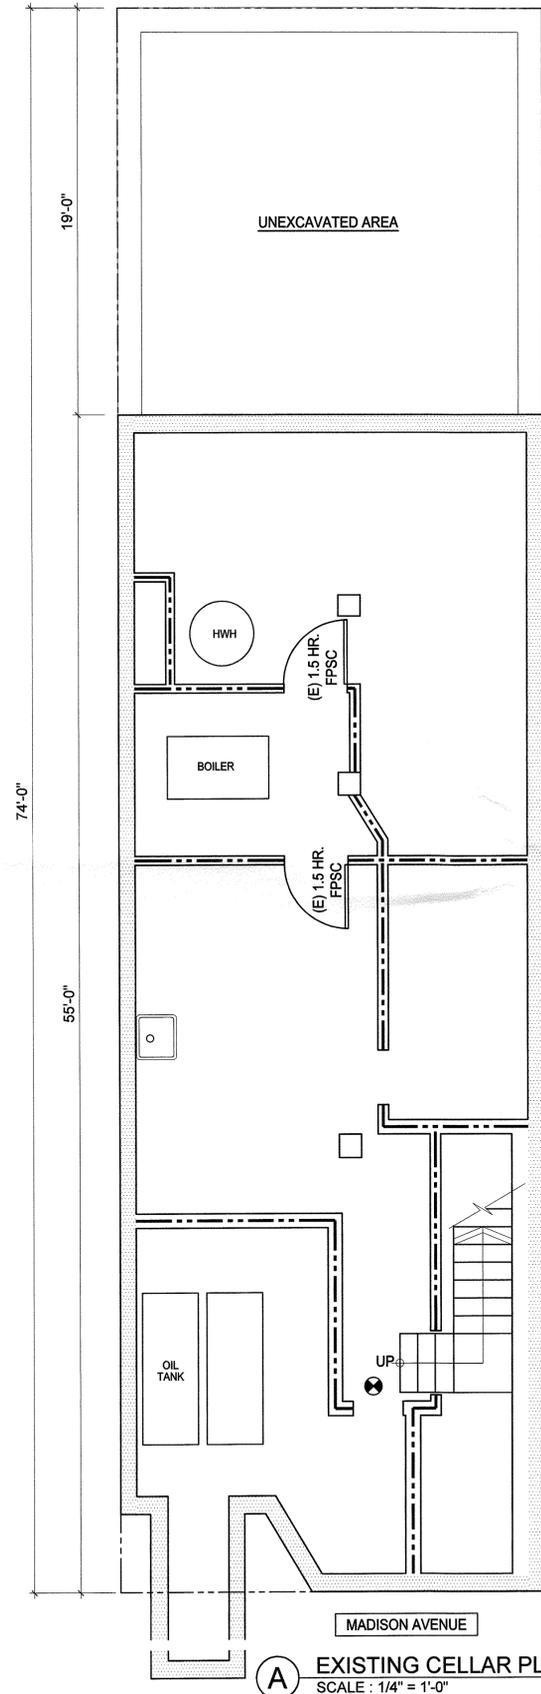 19'-0"
UNEXCAVATED AREA
74'-0"
HWH
(E) 1.5 HR.
FPSC
BOILER
(E) 1.5 HR.
FPSC
55'-0"
UP
OIL
TANK
MADISON AVENUE
A
EXISTING CELLAR PL
SCALE : 1/4" = 1'-0"